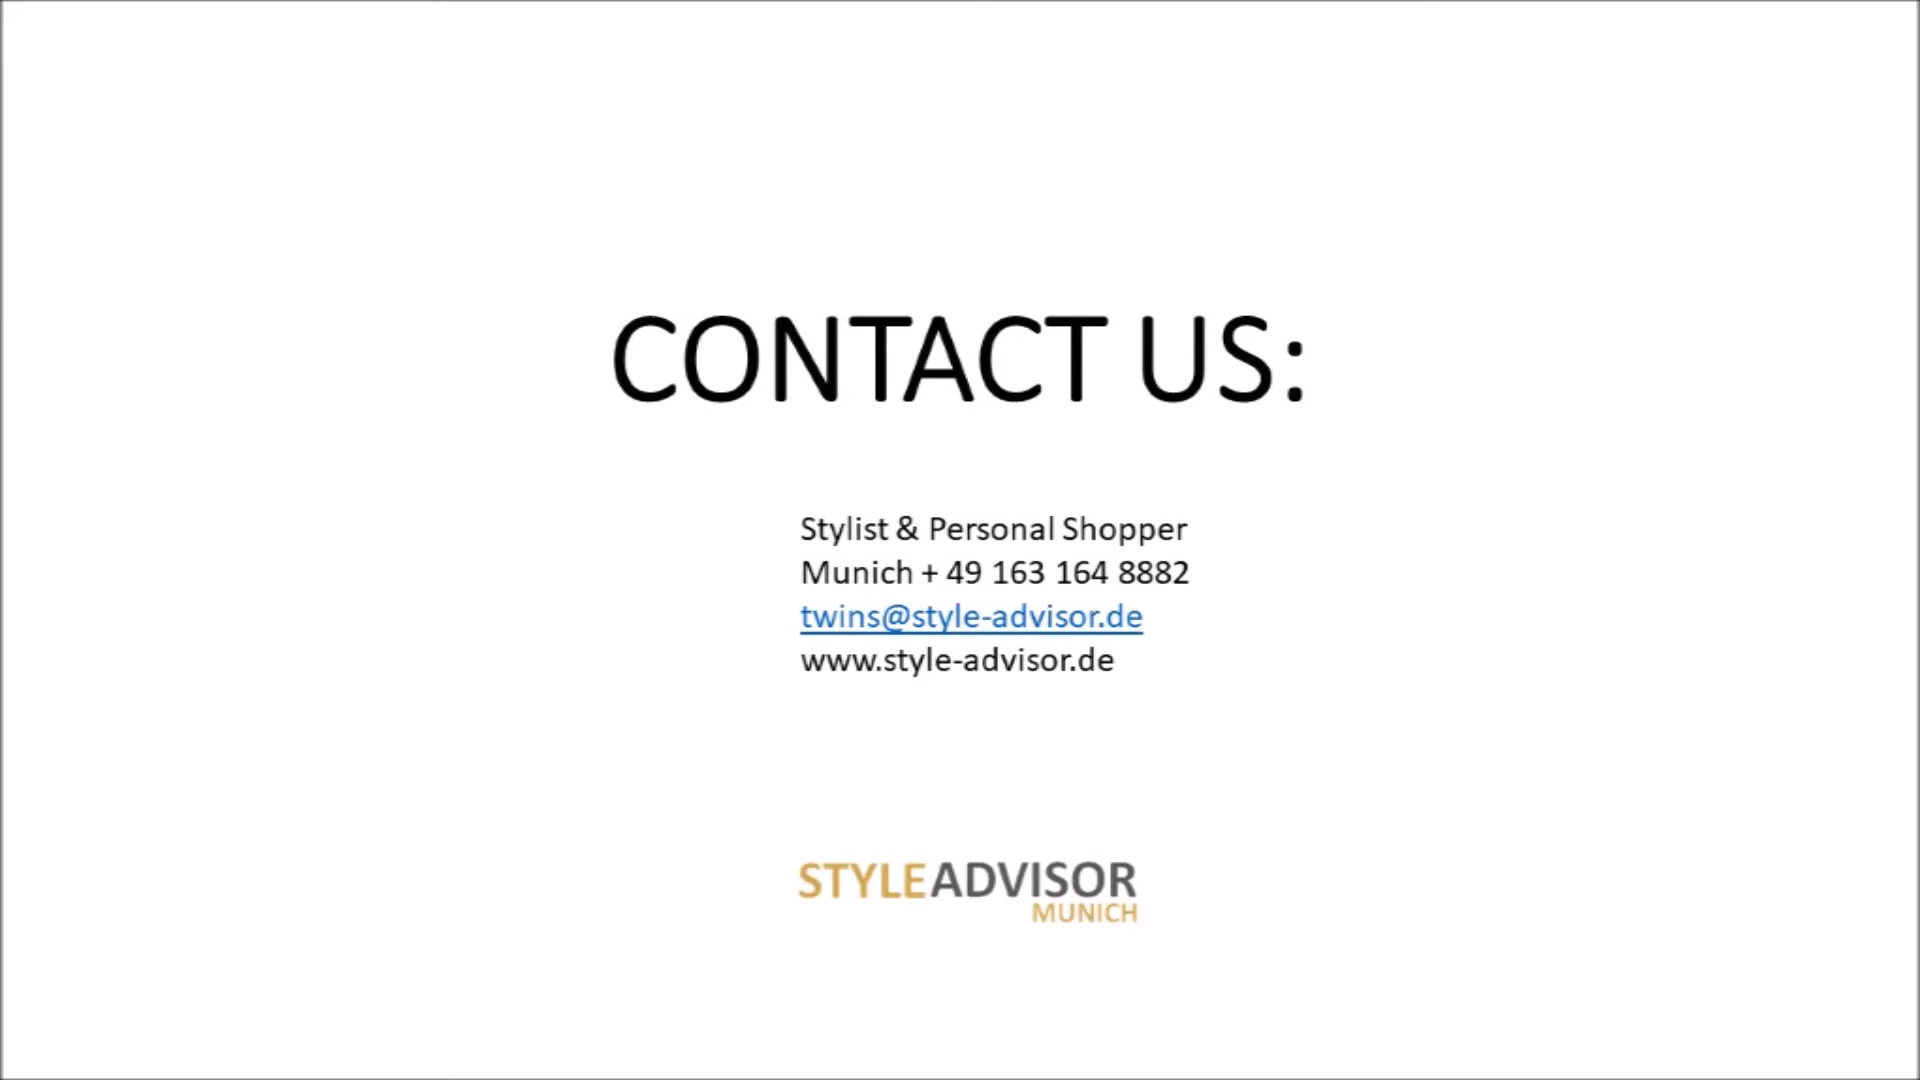 CONTACT US:
Stylist & Personal Shopper
Munich + 49 163 164 8882
twins@style-advisor.de
www.style-advisor.de
STYLEADVISOR
MUNICH